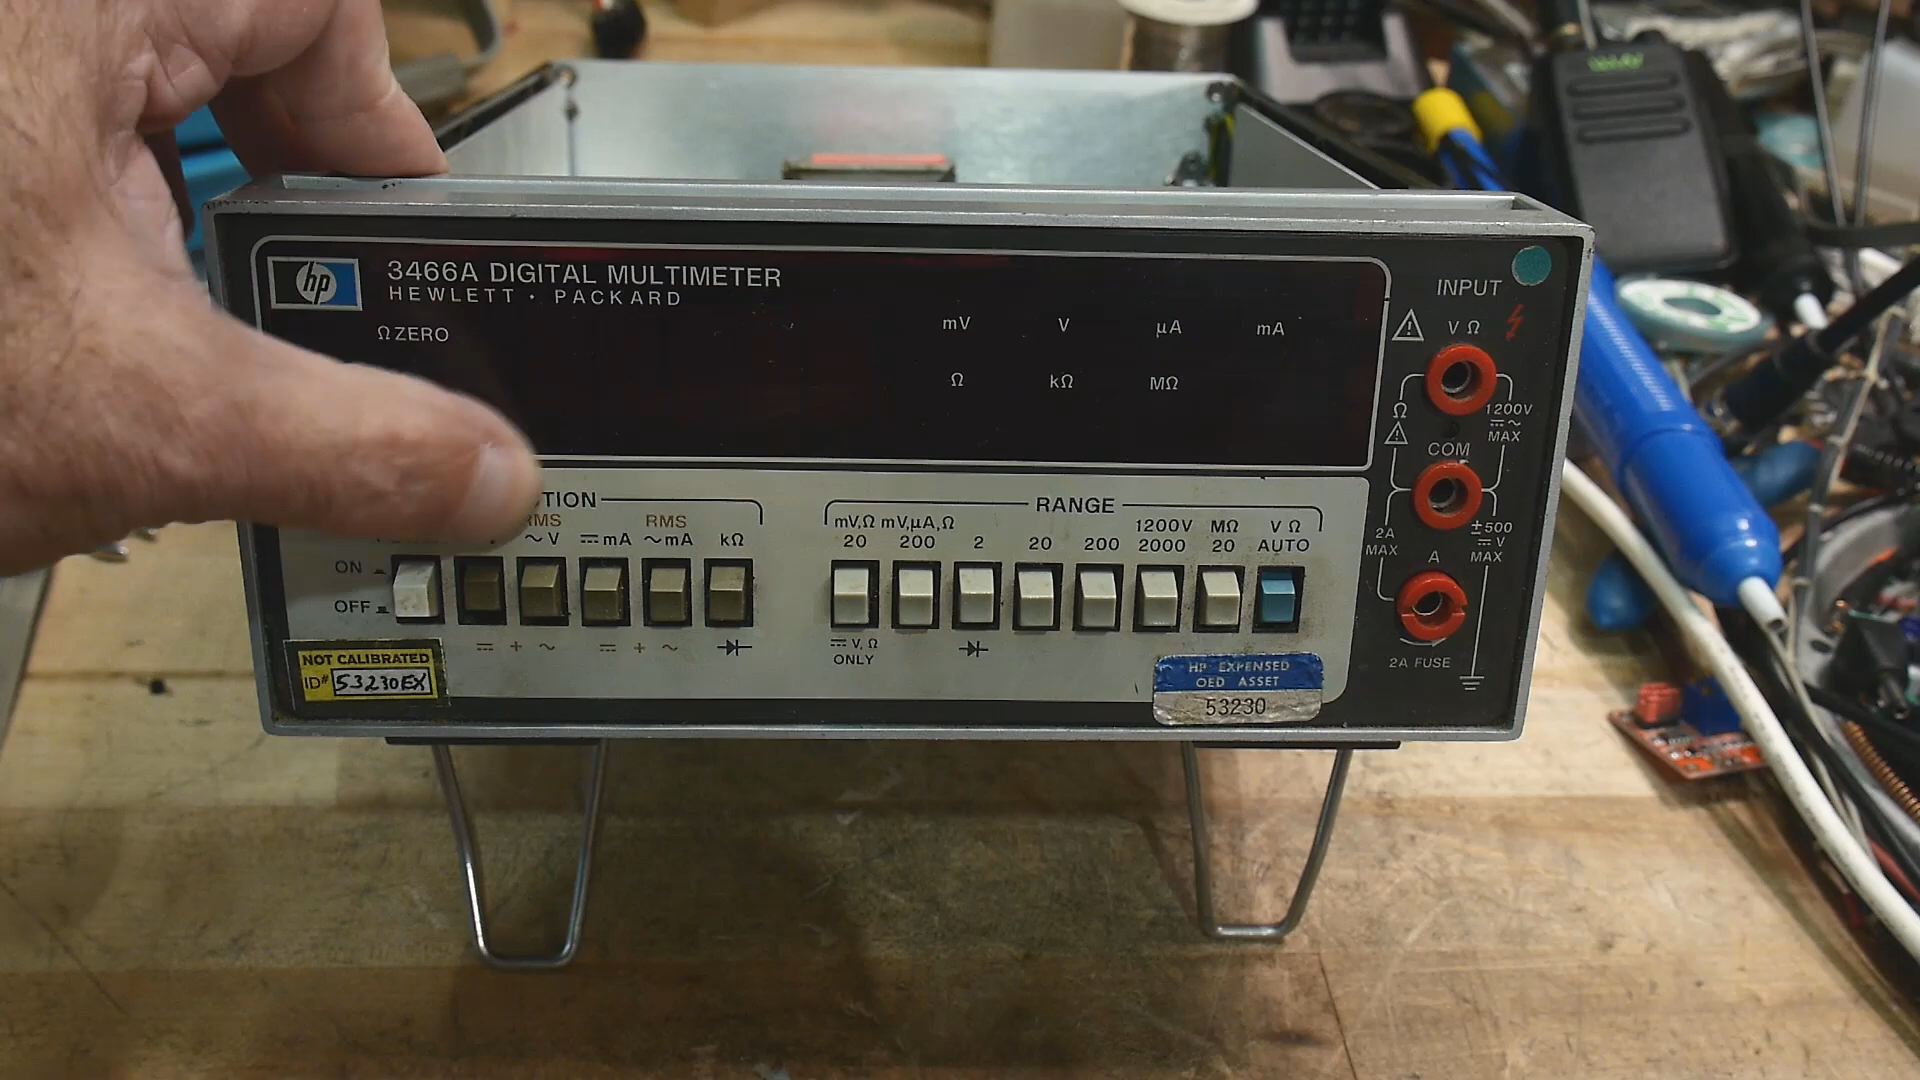 hp
3466A DIGITAL MULTIMETER
HEWLETT · PACKARD
Ω ZERO
mV V µA mA
Ω kΩ MΩ
INPUT
V Ω
Ω
1200V
MAX
COM
2A
MAX
±500
V
MAX
A
2A FUSE
TION
RMS RMS
~V mA ~mA kΩ
ON
OFF
+ ~ + ~
RANGE
mV,Ω mV,µA,Ω 1200V MΩ V Ω
20 200 2 20 200 2000 20 AUTO
V, Ω
ONLY
NOT CALIBRATED
ID# 53230EX
HP EXPENSED
OED ASSET
53230